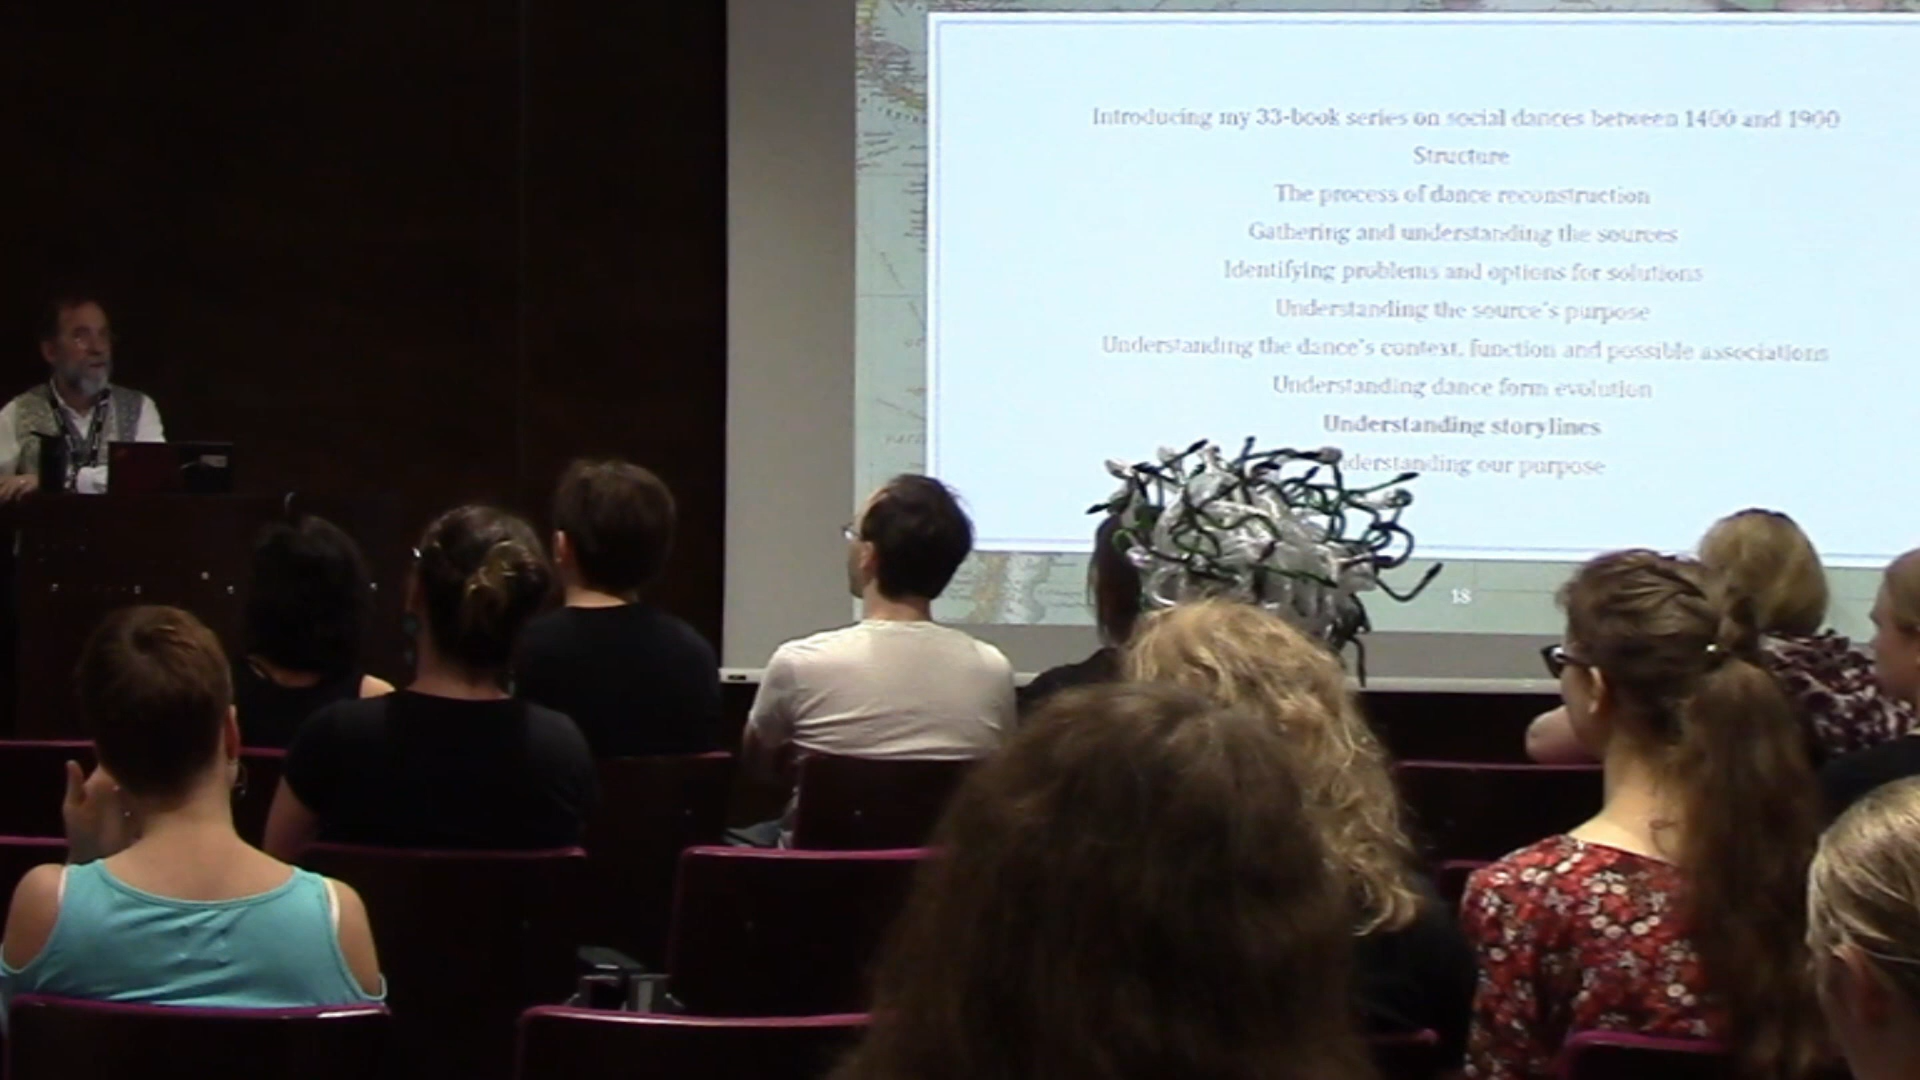 Introducing my 33-book series on social dances between 1400 and 1900
Structure
The process of dance reconstruction
Gathering and understanding the sources
Identifying problems and options for solutions
Understanding the source's purpose
Understanding the dance's context, function and possible associations
Understanding dance form evolution
Understanding storylines
derstanding our purpose
18